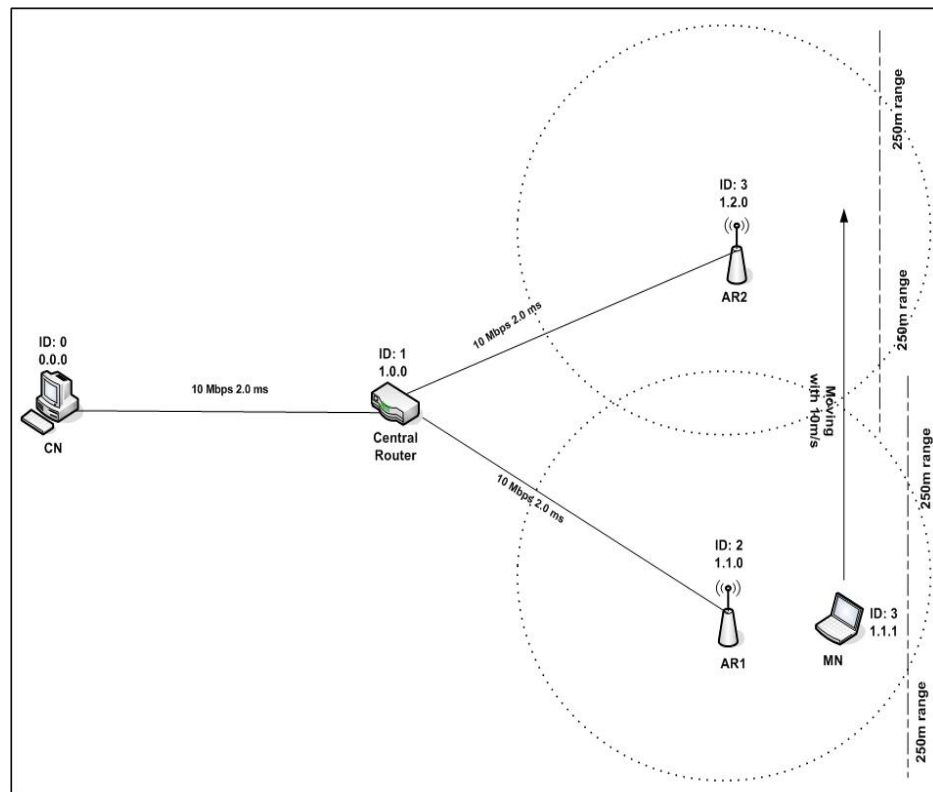 250m range
ID: 3
1.2.0
AR2
250m range
10 Mbps 2.0 ms
ID: 0
0.0.0
CN
10 Mbps 2.0 ms
ID: 1
1.0.0
Central
Router
Moving
with 10m/s
10 Mbps 2.0 ms
250m range
ID: 2
1.1.0
AR1
ID: 3
1.1.1
MN
250m range